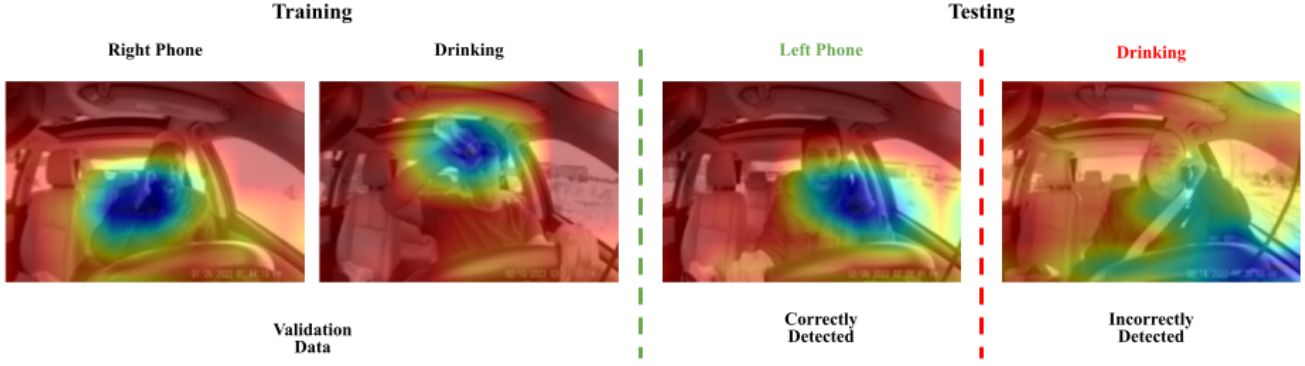 Training
Testing
Right Phone
Drinking
Left Phone
Drinking
Validation
Data
Correctly
Detected
Incorrectly
Detected